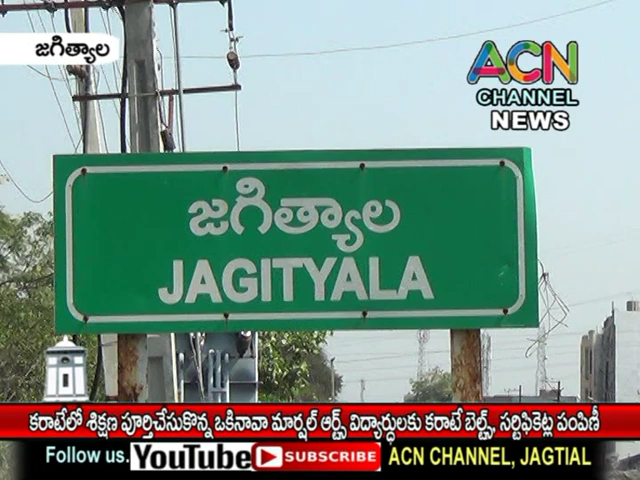 జగిత్యాల
ACN
CHANNEL
NEWS
జగిత్యాల
JAGITYALA
కరాటేలో శిక్షణ పూర్తిచేసుకొన్న ఒకినావా మార్షల్ ఆర్ట్స్ విద్యార్థులకు కరాటే బెల్ట్స్, సర్టిఫికెట్ల పంపిణీ
Follow us. YouTube SUBSCRIBE ACN CHANNEL, JAGTIAL